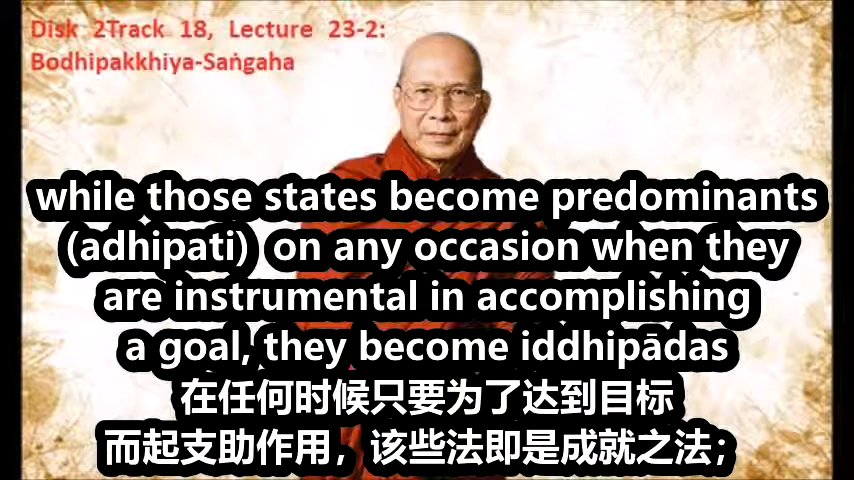 Disk 2Track 18, Lecture 23-2:
Bodhipakkhiya-Saṅgaha
while those states become predominants
(adhipati) on any occasion when they
are instrumental in accomplishing
a goal, they become iddhipādas
在任何时候只要为了达到目标
而起支助作用，该些法即是成就之法；